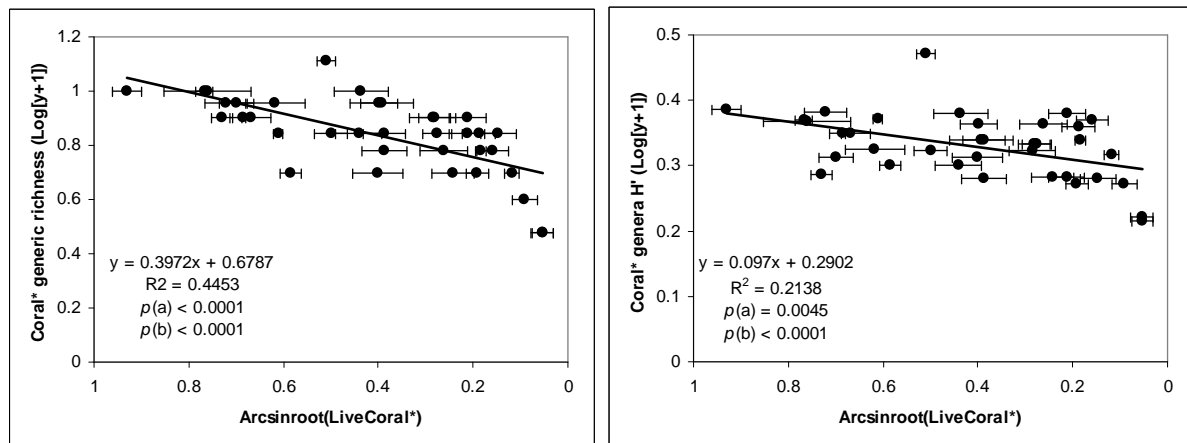 1.2
1
0.8
0.6
0.4
0.2
0
Coral* generic richness (Log[y+1])
y = 0.3972x + 0.6787
R2 = 0.4453
p(a) < 0.0001
p(b) < 0.0001
1 0.8 0.6 0.4 0.2 0
Arcsinroot(LiveCoral*)
0.5
0.4
0.3
0.2
0.1
0
Coral* genera H' (Log[y+1])
y = 0.097x + 0.2902
R² = 0.2138
p(a) = 0.0045
p(b) < 0.0001
1 0.8 0.6 0.4 0.2 0
Arcsinroot(LiveCoral*)